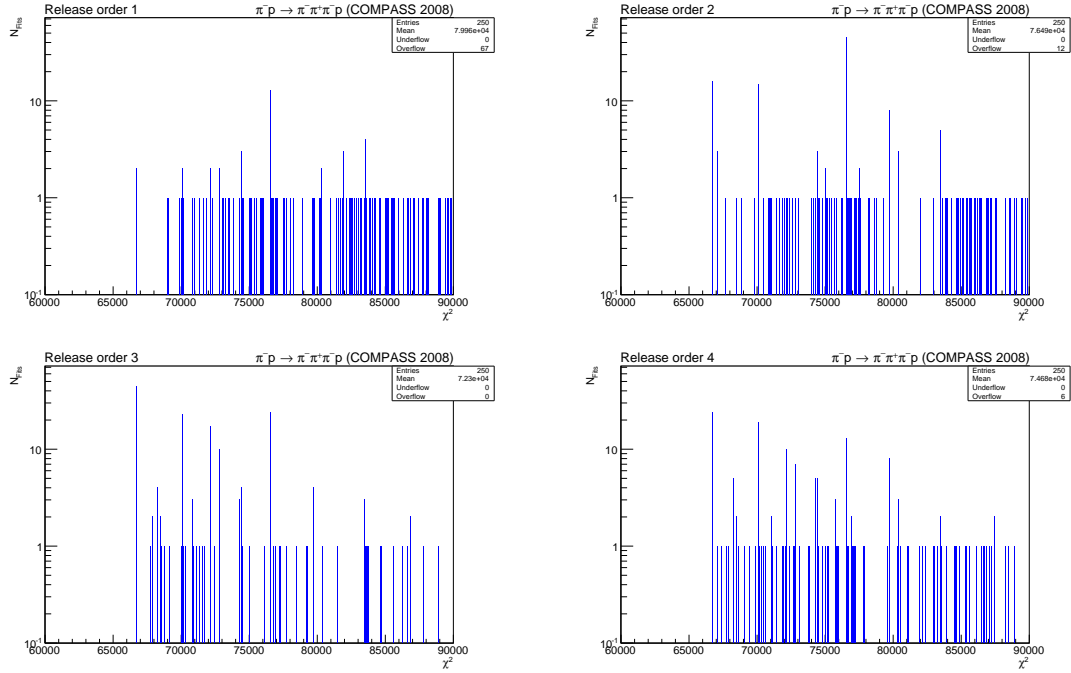 Release order 1 π⁻p → π⁻π⁺π⁻p (COMPASS 2008)
Entries 250
Mean 7.996e+04
Underflow 0
Overflow 67
N_Fits
10
1
10⁻¹
60000 65000 70000 75000 80000 85000 90000
χ²
Release order 2 π⁻p → π⁻π⁺π⁻p (COMPASS 2008)
Entries 250
Mean 7.649e+04
Underflow 0
Overflow 12
N_Fits
10
1
10⁻¹
60000 65000 70000 75000 80000 85000 90000
χ²
Release order 3 π⁻p → π⁻π⁺π⁻p (COMPASS 2008)
Entries 250
Mean 7.23e+04
Underflow 0
Overflow 0
N_Fits
10
1
10⁻¹
60000 65000 70000 75000 80000 85000 90000
χ²
Release order 4 π⁻p → π⁻π⁺π⁻p (COMPASS 2008)
Entries 250
Mean 7.468e+04
Underflow 0
Overflow 6
N_Fits
10
1
10⁻¹
60000 65000 70000 75000 80000 85000 90000
χ²